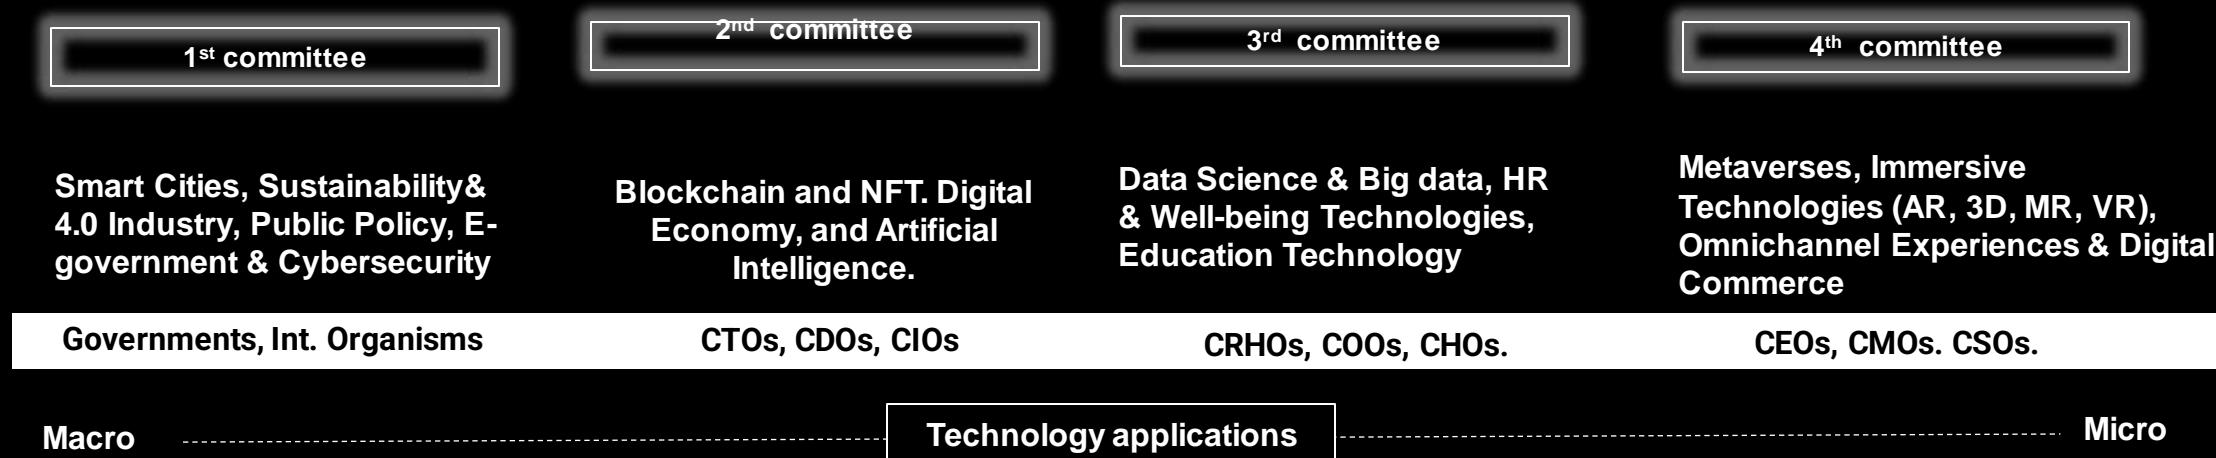 1st committee
2nd committee
3rd committee
4th committee
Smart Cities, Sustainability&
4.0 Industry, Public Policy, E-
government & Cybersecurity
Blockchain and NFT. Digital
Economy, and Artificial
Intelligence.
Data Science & Big data, HR
& Well-being Technologies,
Education Technology
Metaverses, Immersive
Technologies (AR, 3D, MR, VR),
Omnichannel Experiences & Digital
Commerce
Governments, Int. Organisms
CTOs, CDOs, CIOs
CRHOs, COOs, CHOs.
CEOs, CMOs. CSOs.
Macro
Technology applications
Micro